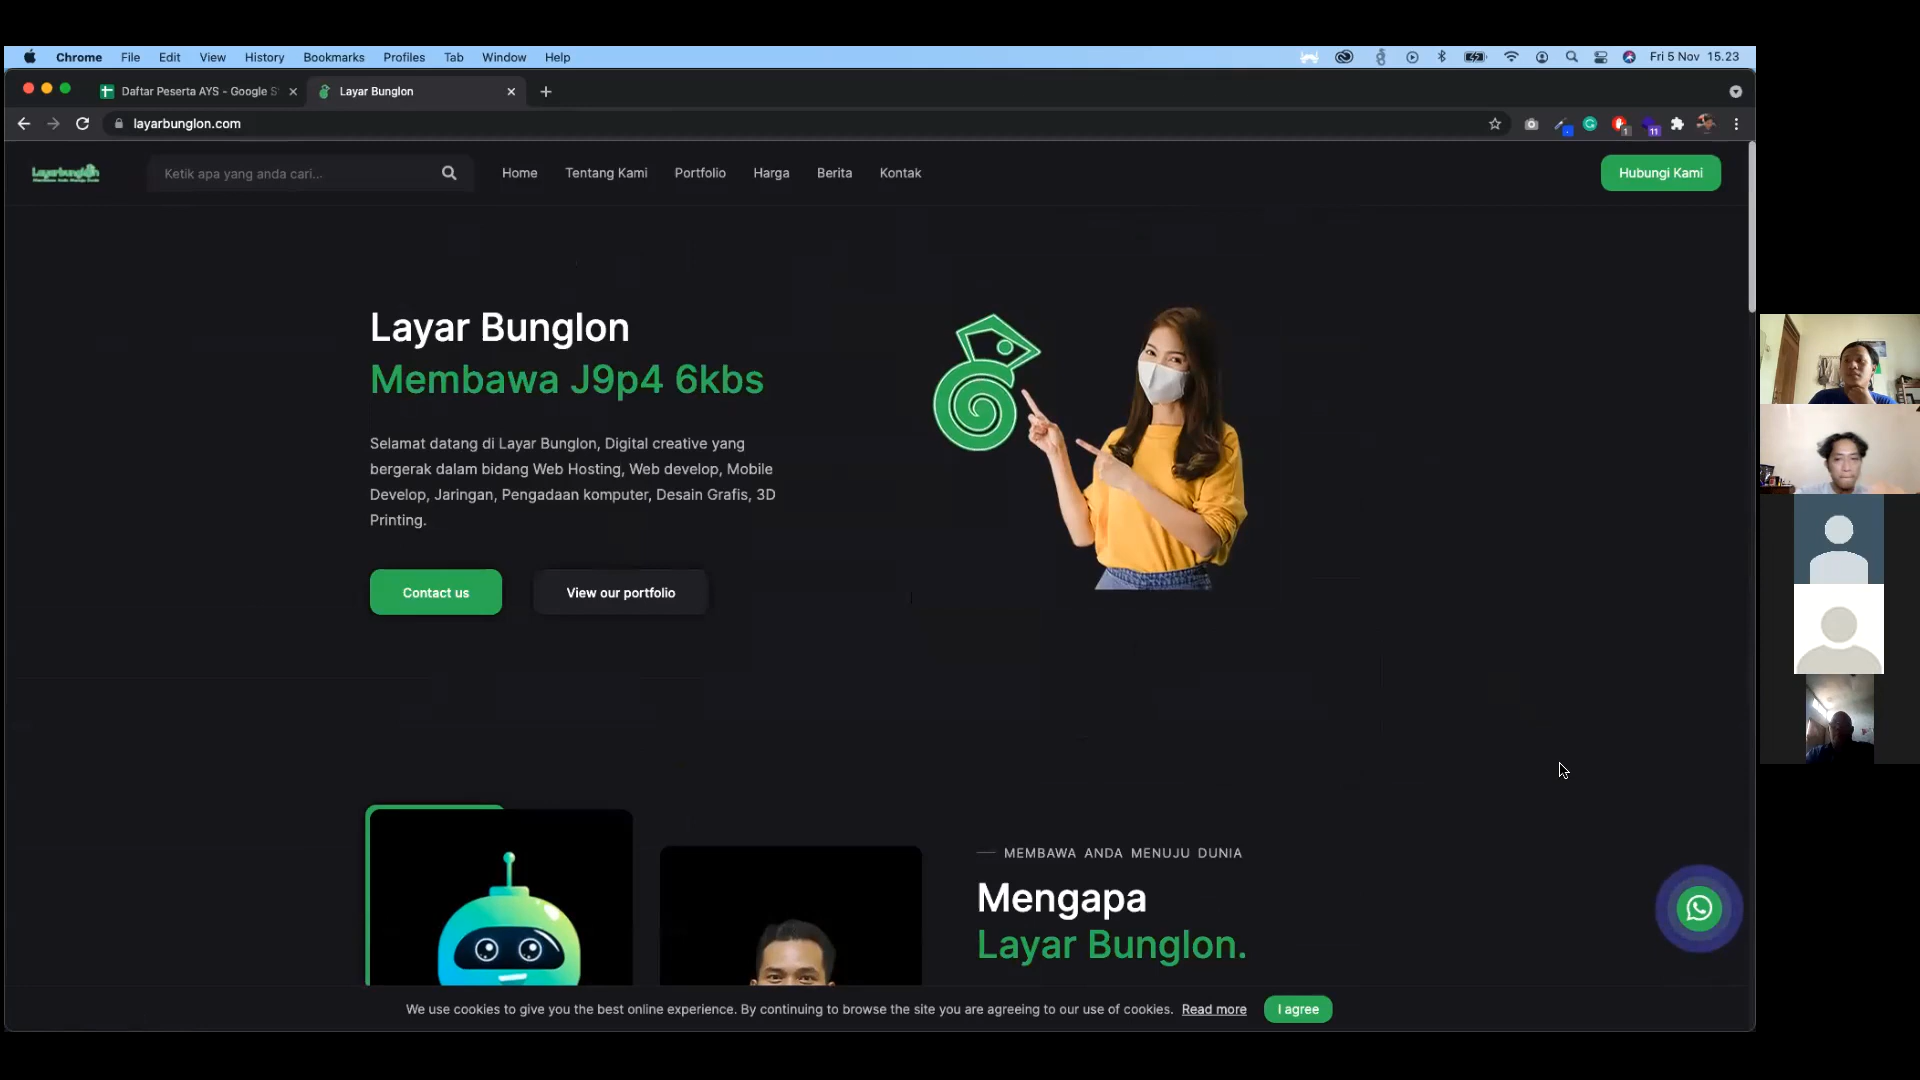 Chrome File Edit View History Bookmarks Profiles Tab Window Help Fri 5 Nov 15.23
Daftar Peserta AYS - Google S
Layar Bunglon
layarbunglon.com
1
11
Layarbunglon
Ketik apa yang anda cari...
Home Tentang Kami Portfolio Harga Berita Kontak
Hubungi Kami
Layar Bunglon
Membawa J9p4 6kbs
Selamat datang di Layar Bunglon, Digital creative yang
bergerak dalam bidang Web Hosting, Web develop, Mobile
Develop, Jaringan, Pengadaan komputer, Desain Grafis, 3D
Printing.
Contact us
View our portfolio
MEMBAWA ANDA MENUJU DUNIA
Mengapa
Layar Bunglon.
We use cookies to give you the best online experience. By continuing to browse the site you are agreeing to our use of cookies. Read more
I agree